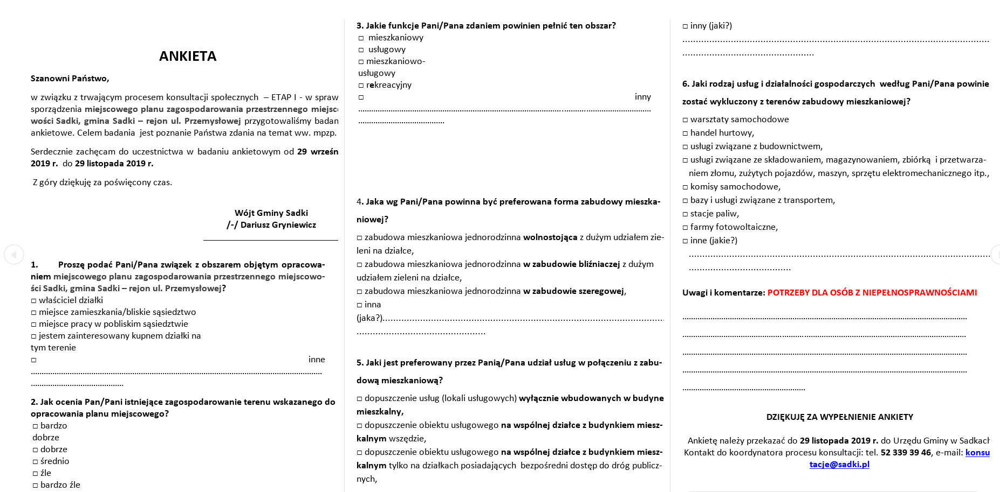 ANKIETA
Szanowni Państwo,
w związku z trwającym procesem konsultacji społecznych – ETAP I - w spraw
sporządzenia miejscowego planu zagospodarowania przestrzennego miejsc
wości Sadki, gmina Sadki – rejon ul. Przemysłowej przygotowaliśmy badan
ankietowe. Celem badania jest poznanie Państwa zdania na temat ww. mpzp.
Serdecznie zachęcam do uczestnictwa w badaniu ankietowym od 29 wrześn
2019 r. do 29 listopada 2019 r.
Z góry dziękuję za poświęcony czas.
Wójt Gminy Sadki
/-/ Dariusz Gryniewicz
1. Proszę podać Pani/Pana związek z obszarem objętym opracowa-
niem miejscowego planu zagospodarowania przestrzennego miejscowo-
ści Sadki, gmina Sadki – rejon ul. Przemysłowej?
□ właściciel działki
□ miejsce zamieszkania/bliskie sąsiedztwo
□ miejsce pracy w pobliskim sąsiedztwie
□ jestem zainteresowany kupnem działki na
tym terenie
□ inne
........................................................................................................................................
...........................................
2. Jak ocenia Pan/Pani istniejące zagospodarowanie terenu wskazanego do
opracowania planu miejscowego?
□ bardzo
dobrze
□ dobrze
□ średnio
□ źle
□ bardzo źle
3. Jakie funkcje Pani/Pana zdaniem powinien pełnić ten obszar?
□ mieszkaniowy
□ usługowy
□ mieszkaniowo-
usługowy
□ rekreacyjny
□ inny
........................................................................................................................................
........................................
4. Jaka wg Pani/Pana powinna być preferowana forma zabudowy mieszka-
niowej?
□ zabudowa mieszkaniowa jednorodzinna wolnostojąca z dużym udziałem zie-
leni na działce,
□ zabudowa mieszkaniowa jednorodzinna w zabudowie bliźniaczej z dużym
udziałem zieleni na działce,
□ zabudowa mieszkaniowa jednorodzinna w zabudowie szeregowej,
□ inna
(jaka?)........................................................................................................
................................................
5. Jaki jest preferowany przez Panią/Pana udział usług w połączeniu z zabu-
dową mieszkaniową?
□ dopuszczenie usług (lokali usługowych) wyłącznie wbudowanych w budyne
mieszkalny,
□ dopuszczenie obiektu usługowego na wspólnej działce z budynkiem miesz-
kalnym wszędzie,
□ dopuszczenie obiektu usługowego na wspólnej działce z budynkiem miesz-
kalnym tylko na działkach posiadających bezpośredni dostęp do dróg publicz-
nych,
□ inny (jaki?)
..................................................................................................................
.................................................
6. Jaki rodzaj usług i działalności gospodarczych według Pani/Pana powinie
zostać wykluczony z terenów zabudowy mieszkaniowej?
□ warsztaty samochodowe
□ handel hurtowy,
□ usługi związane z budownictwem,
□ usługi związane ze składowaniem, magazynowaniem, zbiórką i przetwarza-
niem złomu, zużytych pojazdów, maszyn, sprzętu elektromechanicznego itp.,
□ komisy samochodowe,
□ bazy i usługi związane z transportem,
□ stacje paliw,
□ farmy fotowoltaiczne,
□ inne (jakie?)
................................................................................................................
......................................
Uwagi i komentarze: POTRZEBY DLA OSÓB Z NIEPEŁNOSPRAWNOŚCIAMI
....................................................................................................................................
....................................................................................................................................
....................................................................................................................................
....................................................................................................................................
.........................................................
DZIĘKUJĘ ZA WYPEŁNIENIE ANKIETY
Ankietę należy przekazać do 29 listopada 2019 r. do Urzędu Gminy w Sadkach
Kontakt do koordynatora procesu konsultacji: tel. 52 339 39 46, e-mail: konsu
tacje@sadki.pl